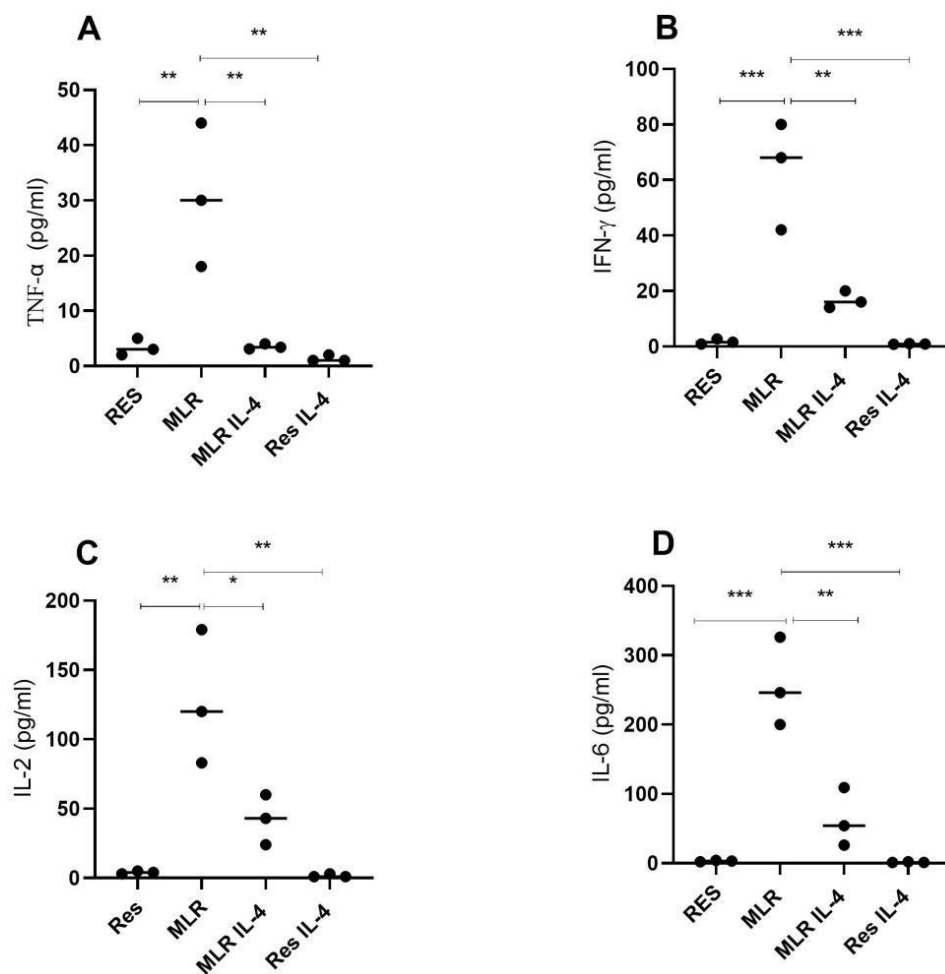 A
**
** **
50
40
30
20
10
0
TNF-α (pg/ml)
RES
MLR
MLR IL-4
Res IL-4
B
***
*** **
100
80
60
40
20
0
IFN-γ (pg/ml)
RES
MLR
MLR IL-4
Res IL-4
C
**
** *
200
150
100
50
0
IL-2 (pg/ml)
Res
MLR
MLR IL-4
Res IL-4
D
***
*** **
400
300
200
100
0
IL-6 (pg/ml)
RES
MLR
MLR IL-4
Res IL-4